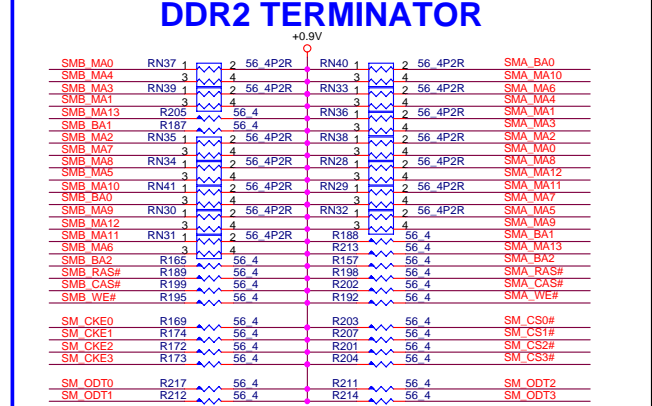 DDR2 TERMINATOR
+0.9V
SMB_MA0 RN37 1 2 56_4P2R RN40 1 2 56_4P2R SMA_BA0
SMB_MA4 3 4 3 4 SMA_MA10
SMB_MA3 RN39 1 2 56_4P2R RN33 1 2 56_4P2R SMA_MA6
SMB_MA1 3 4 3 4 SMA_MA4
SMB_MA13 R205 56_4 RN36 1 2 56_4P2R SMA_MA1
SMB_BA1 R187 56_4 3 4 SMA_MA3
SMB_MA2 RN35 1 2 56_4P2R RN38 1 2 56_4P2R SMA_MA2
SMB_MA7 3 4 3 4 SMA_MA0
SMB_MA8 RN34 1 2 56_4P2R RN28 1 2 56_4P2R SMA_MA8
SMB_MA5 3 4 3 4 SMA_MA12
SMB_MA10 RN41 1 2 56_4P2R RN29 1 2 56_4P2R SMA_MA11
SMB_BA0 3 4 3 4 SMA_MA7
SMB_MA9 RN30 1 2 56_4P2R RN32 1 2 56_4P2R SMA_MA5
SMB_MA12 3 4 3 4 SMA_MA9
SMB_MA11 RN31 1 2 56_4P2R R188 56_4 SMA_BA1
SMB_MA6 3 4 R213 56_4 SMA_MA13
SMB_BA2 R165 56_4 R157 56_4 SMA_BA2
SMB_RAS# R189 56_4 R198 56_4 SMA_RAS#
SMB_CAS# R199 56_4 R202 56_4 SMA_CAS#
SMB_WE# R195 56_4 R192 56_4 SMA_WE#
SM_CKE0 R169 56_4 R203 56_4 SM_CS0#
SM_CKE1 R174 56_4 R207 56_4 SM_CS1#
SM_CKE2 R172 56_4 R201 56_4 SM_CS2#
SM_CKE3 R173 56_4 R204 56_4 SM_CS3#
SM_ODT0 R217 56_4 R211 56_4 SM_ODT2
SM_ODT1 R212 56_4 R214 56_4 SM_ODT3